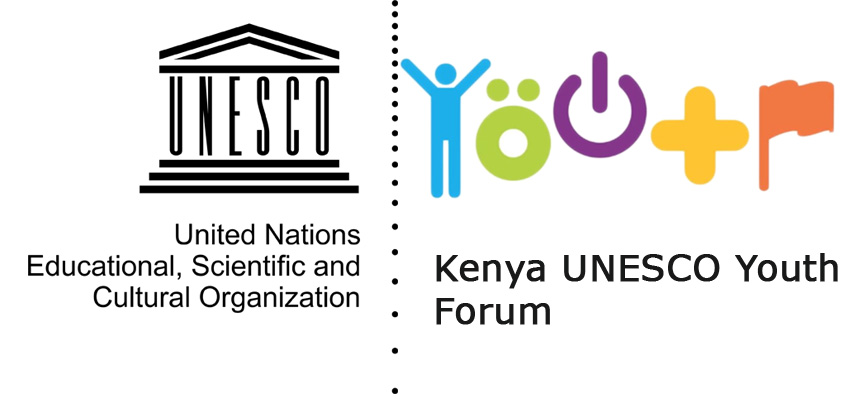 UNESCO
United Nations
Educational, Scientific and
Cultural Organization
Kenya UNESCO Youth
Forum